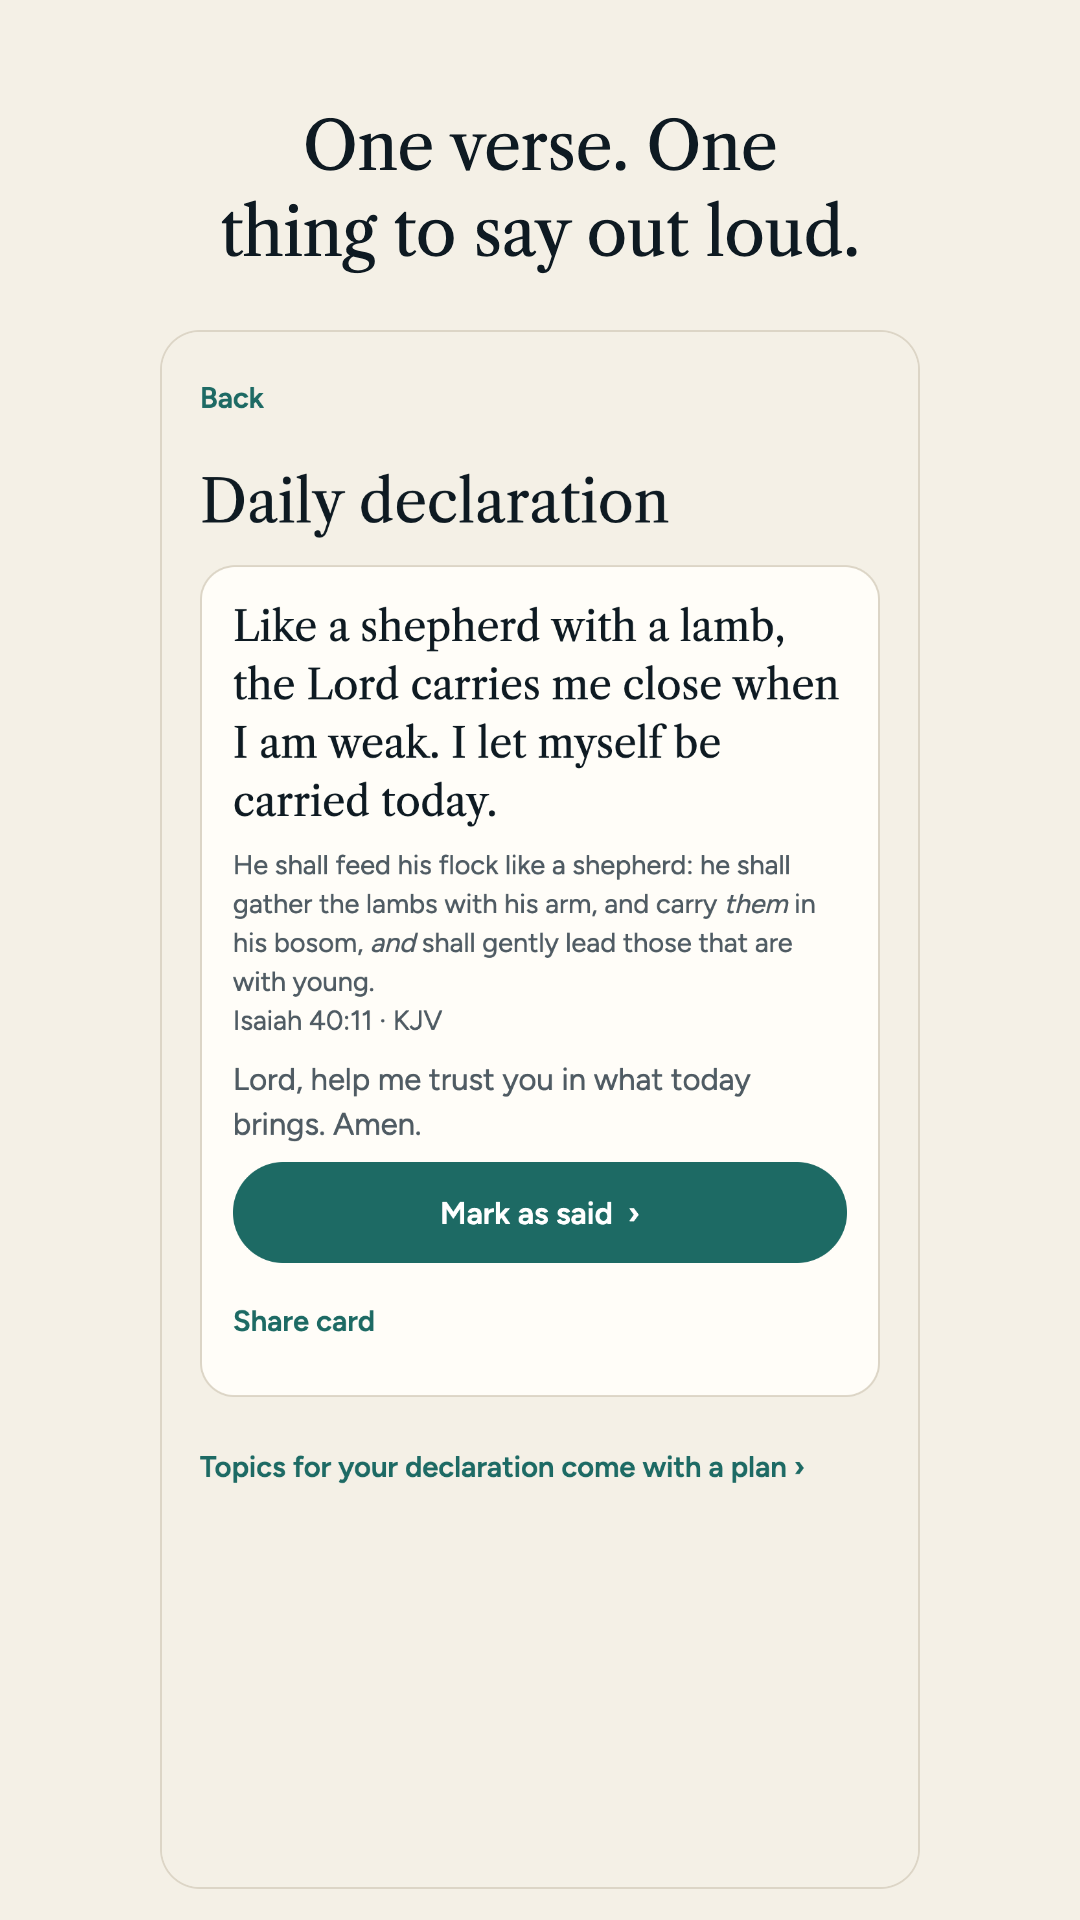 One verse. One
thing to say out loud.
Back
Daily declaration
Like a shepherd with a lamb,
the Lord carries me close when
I am weak. I let myself be
carried today.
He shall feed his flock like a shepherd: he shall
gather the lambs with his arm, and carry them in
his bosom, and shall gently lead those that are
with young.
Isaiah 40:11 · KJV
Lord, help me trust you in what today
brings. Amen.
Mark as said ›
Share card
Topics for your declaration come with a plan ›